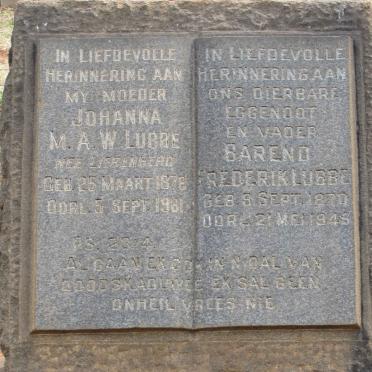 IN LIEFDEVOLLE
HERINNERING AAN
MY MOEDER
JOHANNA
M. A. W. LUBBE
NEE LIEBENBERG
GEB 25 MAART 1878
OORL. 5 SEPT. 1961
IN LIEFDEVOLLE
HERINNERING AAN
ONS DIERBARE
EGGENOOT
EN VADER
BAREND
FREDERIK LUBBE
GEB 8 SEPT. 1870
OORL. 21 MEI 1945
PS. 23:4.
AL GAAN EK OOK IN 'N DAL VAN
DOODSKADUWEE EK SAL GEEN
ONHEIL VREES NIE